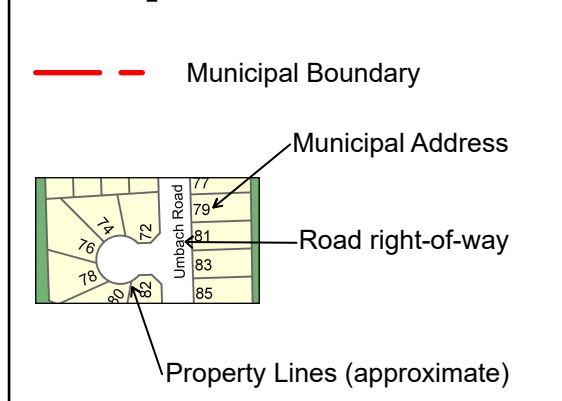 Municipal Boundary
Municipal Address
77
79
74
72
Umbach Road
81
Road right-of-way
76
83
78
80
82
85
Property Lines (approximate)